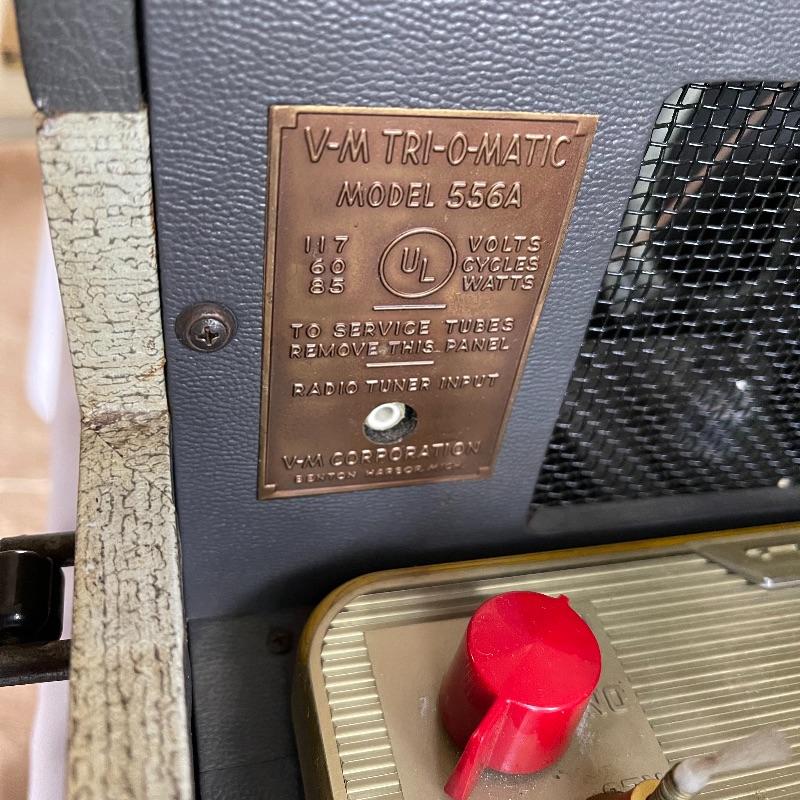 V-M TRI-O-MATIC
MODEL 556A
117 VOLTS
60 CYCLES
85 WATTS
UL
TO SERVICE TUBES
REMOVE THIS PANEL
RADIO TUNER INPUT
V-M CORPORATION
BENTON HARBOR, MICH.